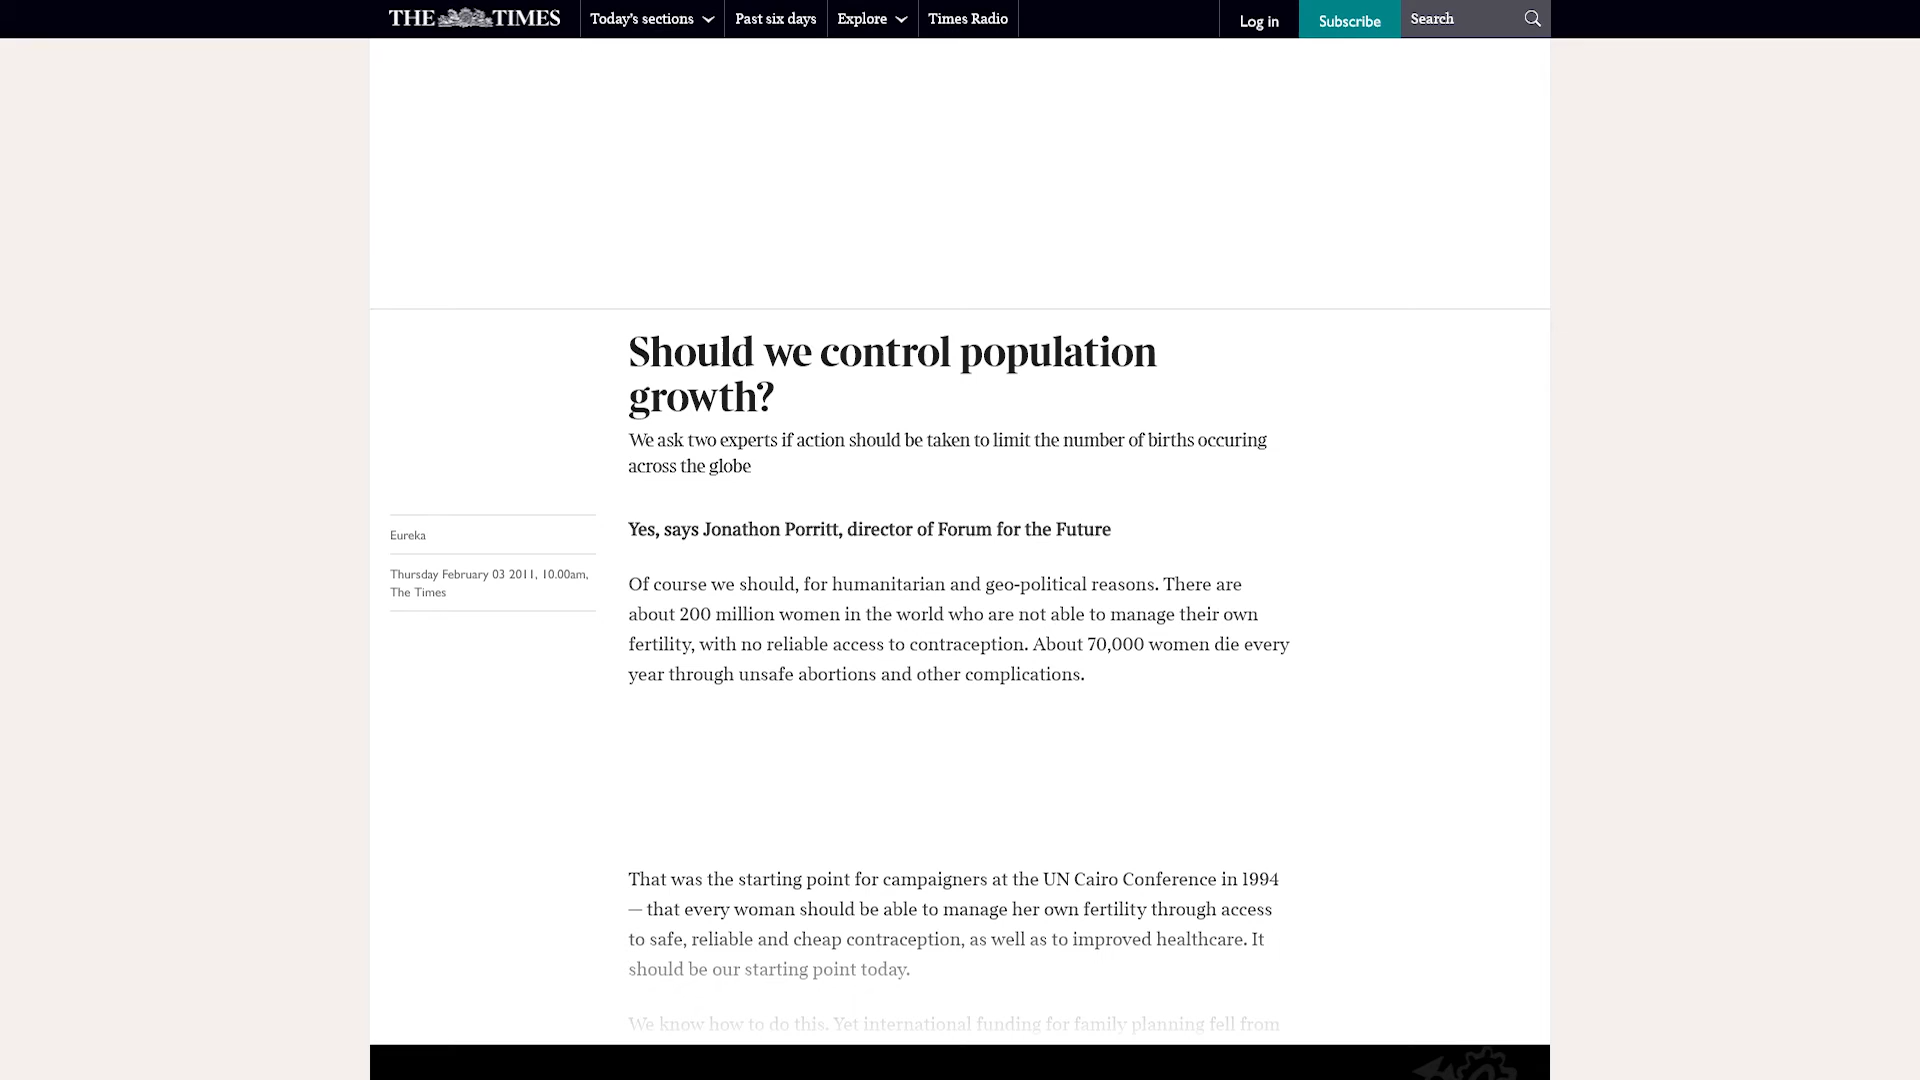 THE TIMES
Today's sections
Past six days
Explore
Times Radio
Log in
Subscribe
Search
Should we control population
growth?
We ask two experts if action should be taken to limit the number of births occuring
across the globe
Eureka
Thursday February 03 2011, 10.00am,
The Times
Yes, says Jonathon Porritt, director of Forum for the Future
Of course we should, for humanitarian and geo-political reasons. There are
about 200 million women in the world who are not able to manage their own
fertility, with no reliable access to contraception. About 70,000 women die every
year through unsafe abortions and other complications.
That was the starting point for campaigners at the UN Cairo Conference in 1994
— that every woman should be able to manage her own fertility through access
to safe, reliable and cheap contraception, as well as to improved healthcare. It
should be our starting point today.
We know how to do this. Yet international funding for family planning fell from